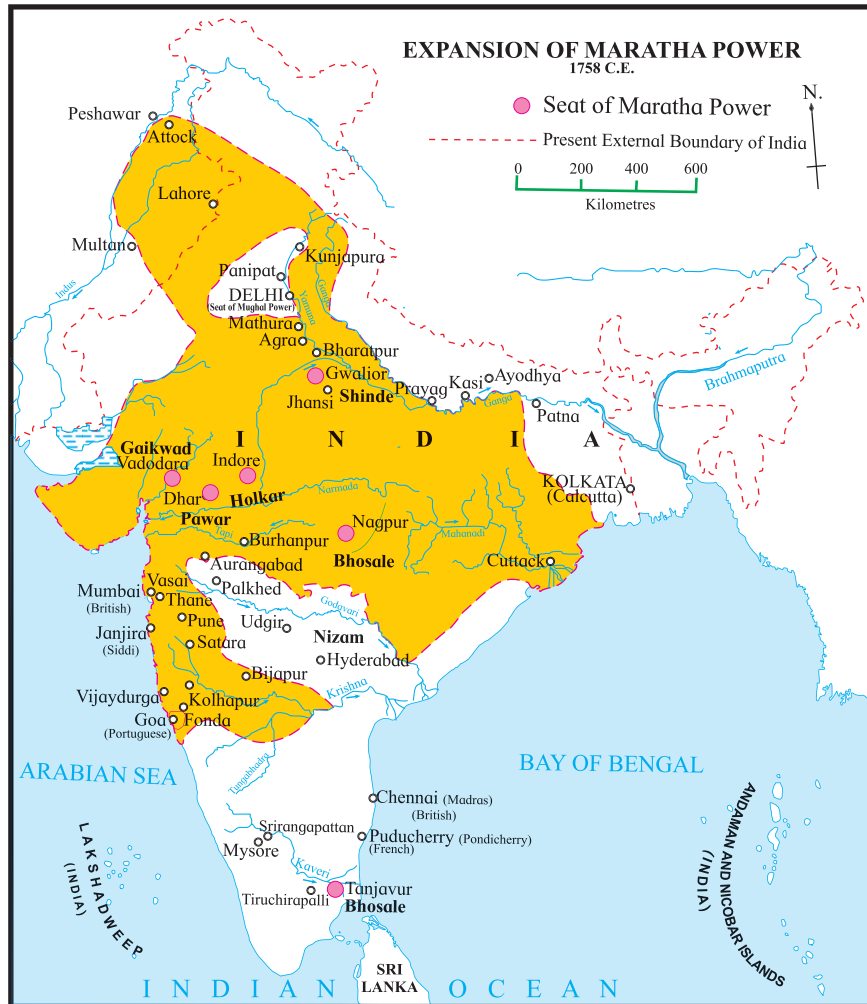 EXPANSION OF MARATHA POWER
1758 C.E.
Seat of Maratha Power
Present External Boundary of India
0 200 400 600
Kilometres
N.
Peshawar
Attock
Lahore
Multan
Indus
Kunjapura
Panipat
DELHI
(Seat of Mughal Power)
Yamuna
Ganga
Mathura
Agra
Bharatpur
Gwalior
Jhansi
Shinde
Prayag
Kasi
Ayodhya
Ganga
Patna
Brahmaputra
I N D I A
Gaikwad
Vadodara
Indore
Dhar
Holkar
Pawar
Narmada
KOLKATA
(Calcutta)
Nagpur
Bhosale
Mahanadi
Tapi
Burhanpur
Cuttack
Aurangabad
Palkhed
Vasai
Mumbai
(British)
Thane
Godavari
Pune
Udgir
Nizam
Janjira
(Siddi)
Satara
Hyderabad
Bijapur
Krishna
Vijaydurga
Kolhapur
Goa
(Portuguese)
Fonda
Tungabhadra
ARABIAN SEA
BAY OF BENGAL
Chennai (Madras)
(British)
Srirangapattan
Mysore
Puducherry (Pondicherry)
(French)
Kaveri
Tiruchirapalli
Tanjavur
Bhosale
LAKSHADWEEP
(INDIA)
ANDAMAN AND NICOBAR ISLANDS
(INDIA)
SRI
LANKA
INDIAN OCEAN